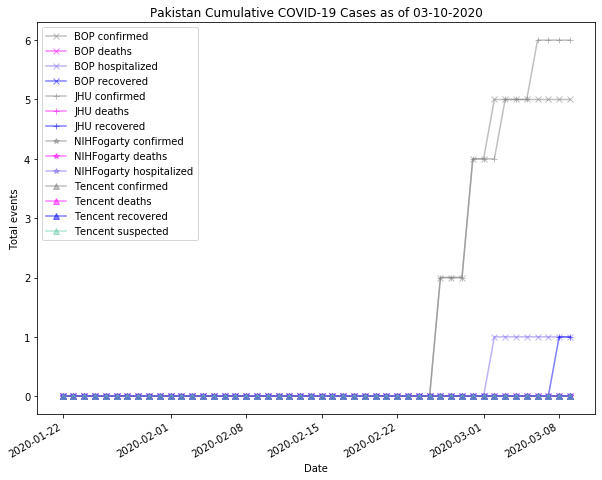 Pakistan Cumulative COVID-19 Cases as of 03-10-2020
BOP confirmed
BOP deaths
BOP hospitalized
BOP recovered
JHU confirmed
JHU deaths
JHU recovered
NIHFogarty confirmed
NIHFogarty deaths
NIHFogarty hospitalized
Tencent confirmed
Tencent deaths
Tencent recovered
Tencent suspected
Total events
6
5
4
3
2
1
0
2020-01-22
2020-02-01
2020-02-08
2020-02-15
2020-02-22
2020-03-01
2020-03-08
Date